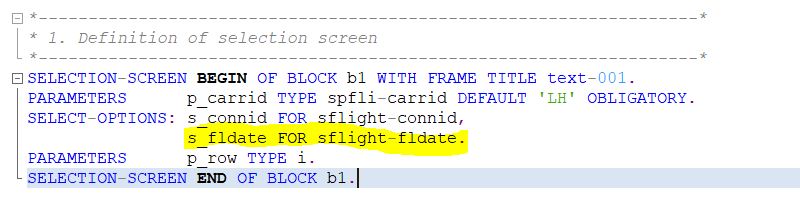 *---------------------------------------------------------------------*
* 1. Definition of selection screen
*---------------------------------------------------------------------*
SELECTION-SCREEN BEGIN OF BLOCK b1 WITH FRAME TITLE text-001.
PARAMETERS      p_carrid TYPE spfli-carrid DEFAULT 'LH' OBLIGATORY.
SELECT-OPTIONS: s_connid FOR sflight-connid,
                s_fldate FOR sflight-fldate.
PARAMETERS      p_row TYPE i.
SELECTION-SCREEN END OF BLOCK b1.